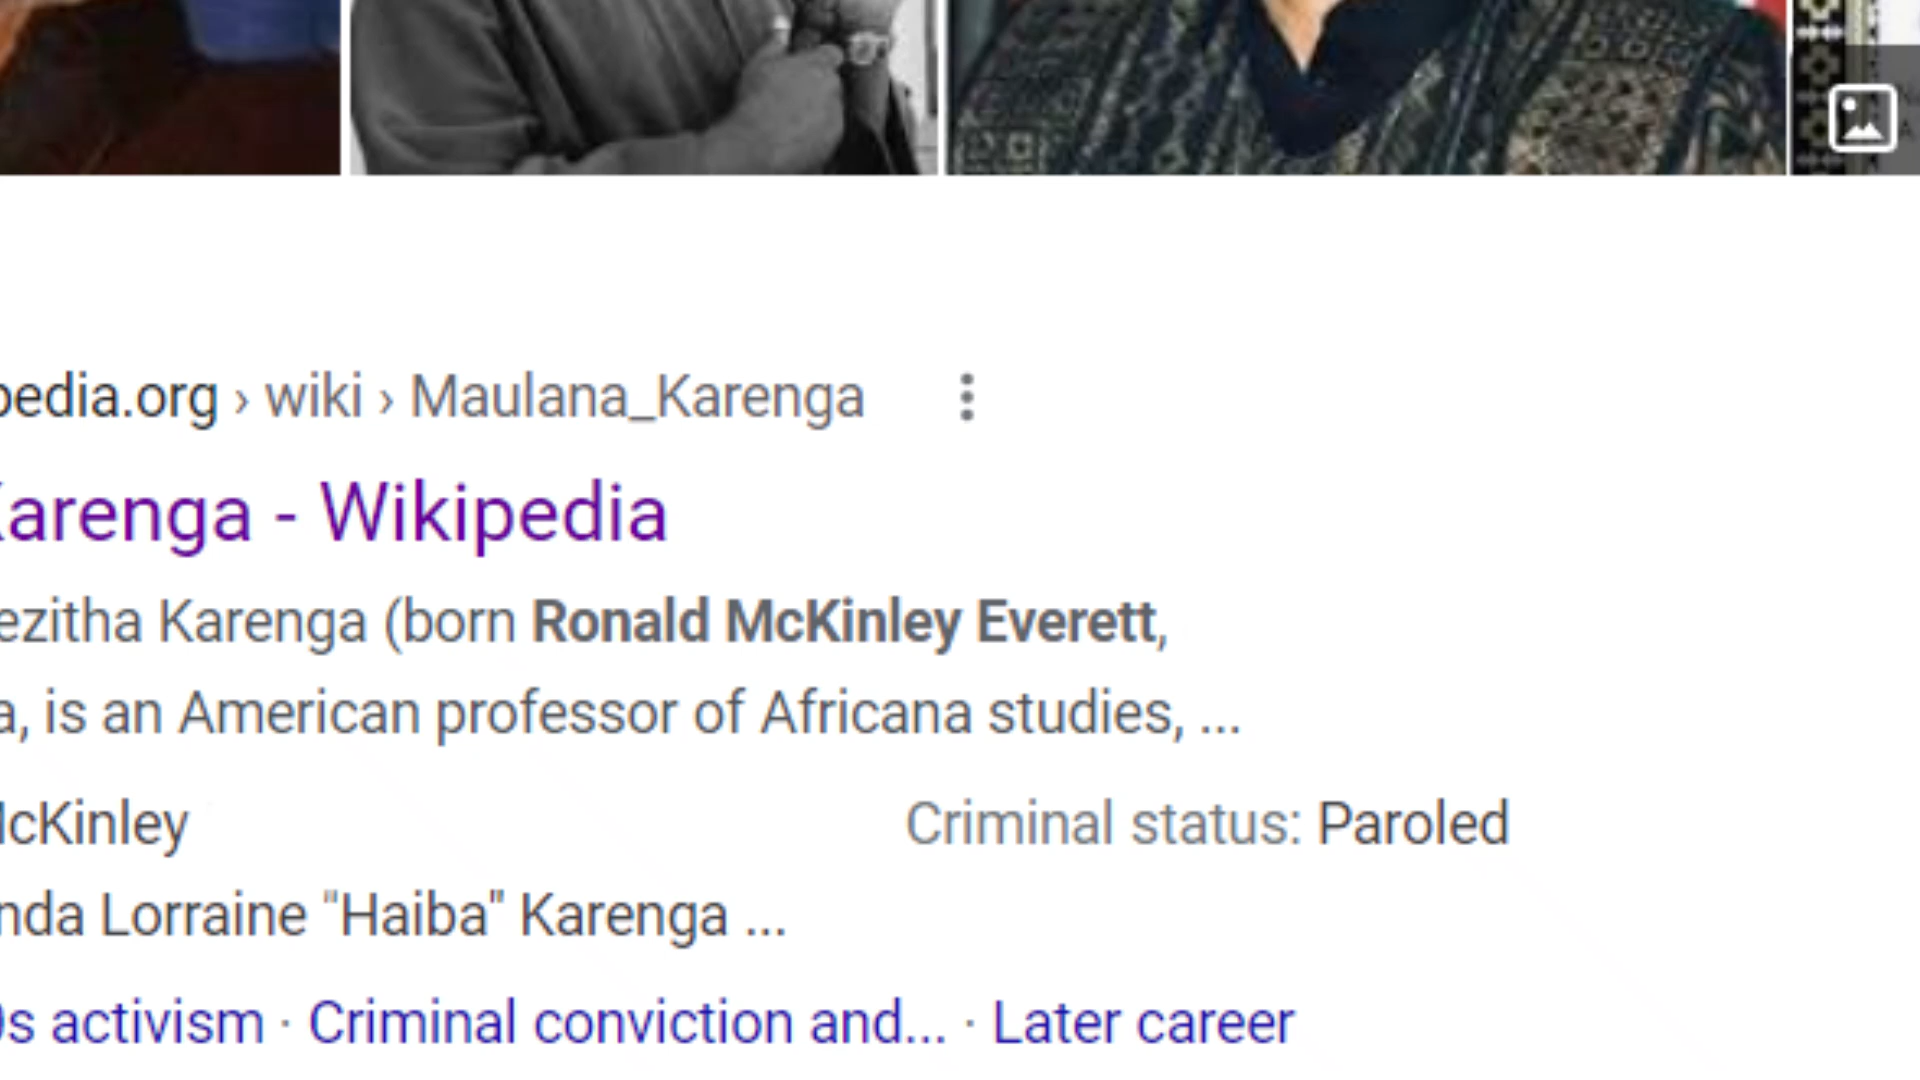 pedia.org › wiki › Maulana_Karenga
Karenga - Wikipedia
ezitha Karenga (born Ronald McKinley Everett,
a, is an American professor of Africana studies, ...
McKinley Criminal status: Paroled
nda Lorraine "Haiba" Karenga ...
0s activism · Criminal conviction and... · Later career